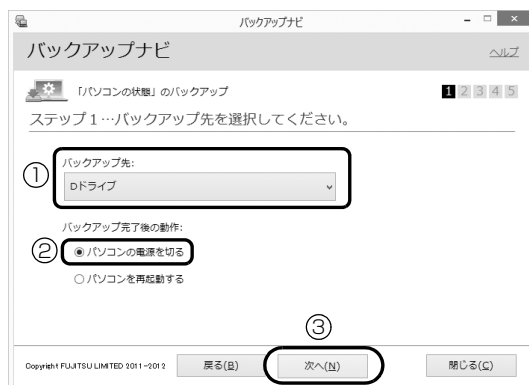 バックアップナビ
バックアップナビ
ヘルプ
「パソコンの状態」のバックアップ
1 2 3 4 5
ステップ1…バックアップ先を選択してください。
① バックアップ先:
Dドライブ
バックアップ完了後の動作:
② パソコンの電源を切る
パソコンを再起動する
③
Copyright FUJITSU LIMITED 2011-2012 戻る(B) 次へ(N) 閉じる(C)